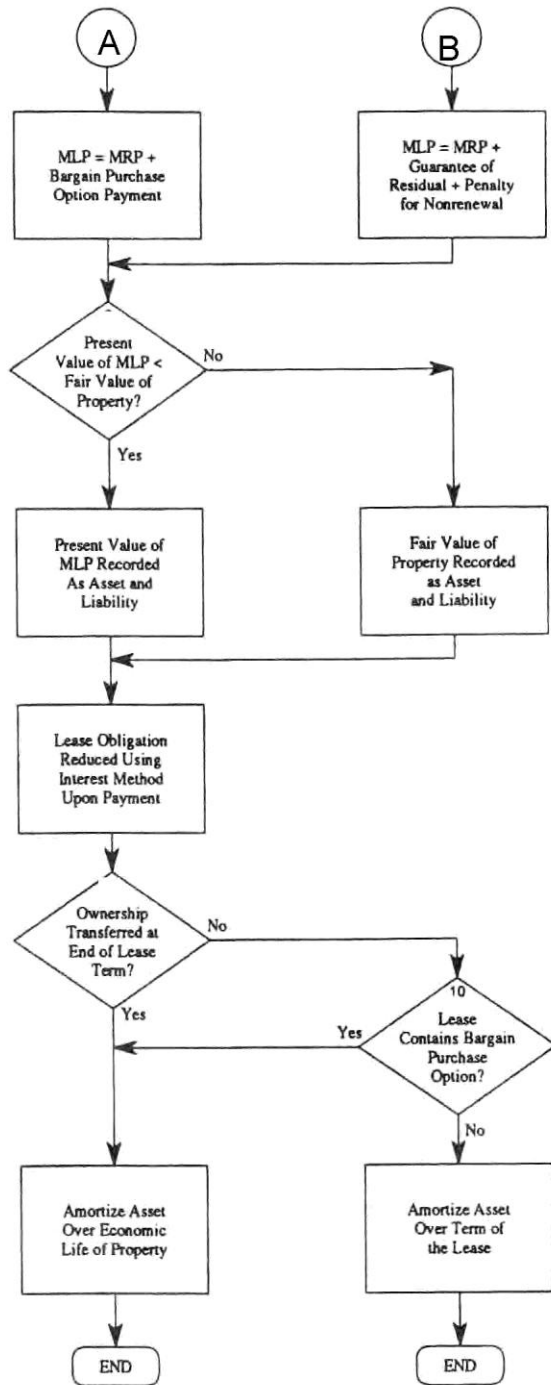 A
B
MLP = MRP +
Bargain Purchase
Option Payment
MLP = MRP +
Guarantee of
Residual + Penalty
for Nonrenewal
Present
Value of MLP <
Fair Value of
Property?
No
Yes
Present Value of
MLP Recorded
As Asset and
Liability
Fair Value of
Property Recorded
as Asset
and Liability
Lease Obligation
Reduced Using
Interest Method
Upon Payment
Ownership
Transferred at
End of Lease
Term?
No
Yes
10
Lease
Contains Bargain
Purchase
Option?
Yes
No
Amortize Asset
Over Economic
Life of Property
Amortize Asset
Over Term of
the Lease
END
END